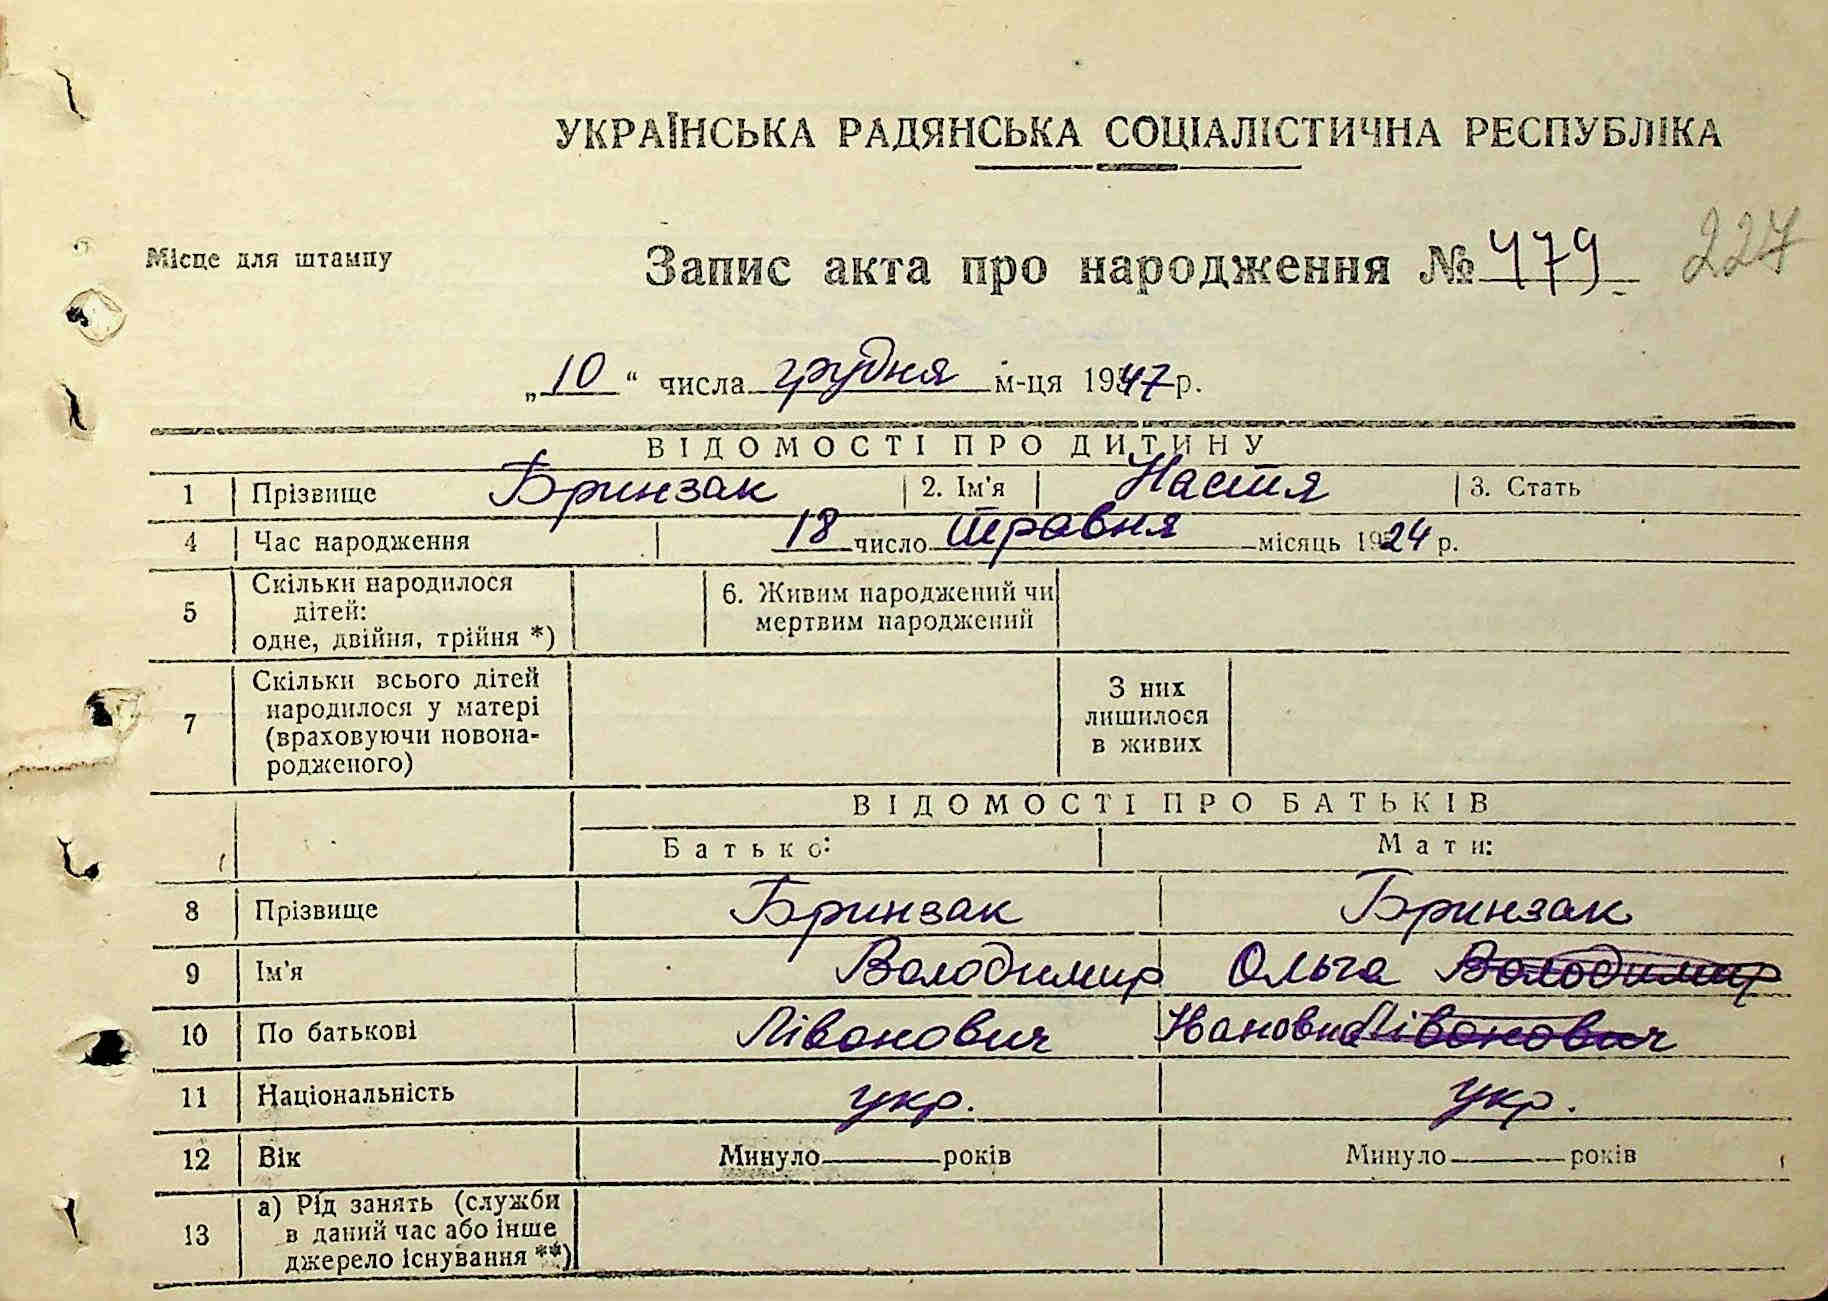 УКРАЇНСЬКА РАДЯНСЬКА СОЦІАЛІСТИЧНА РЕСПУБЛІКА
Місце для штампу
Запис акта про народження № 479 227
„10“ числа грудня м-ця 1947 р.
ВІДОМОСТІ ПРО ДИТИНУ
1 Прізвище Бринзак 2. Ім'я Настя 3. Стать
4 Час народження 18 число травня місяць 1924 р.
5 Скільки народилося дітей: одне, двійня, трійня *) 6. Живим народжений чи мертвим народжений
7 Скільки всього дітей народилося у матері (враховуючи новона-родженого) З них лишилося в живих
ВІДОМОСТІ ПРО БАТЬКІВ
Батько: Мати:
8 Прізвище Бринзак Бринзак
9 Ім'я Володимир Ольга Володимир
10 По батькові Лівонович Лівонович
11 Національність укр. укр.
12 Вік Минуло років Минуло років
13 а) Рід занять (служби в даний час або інше джерело існування **)